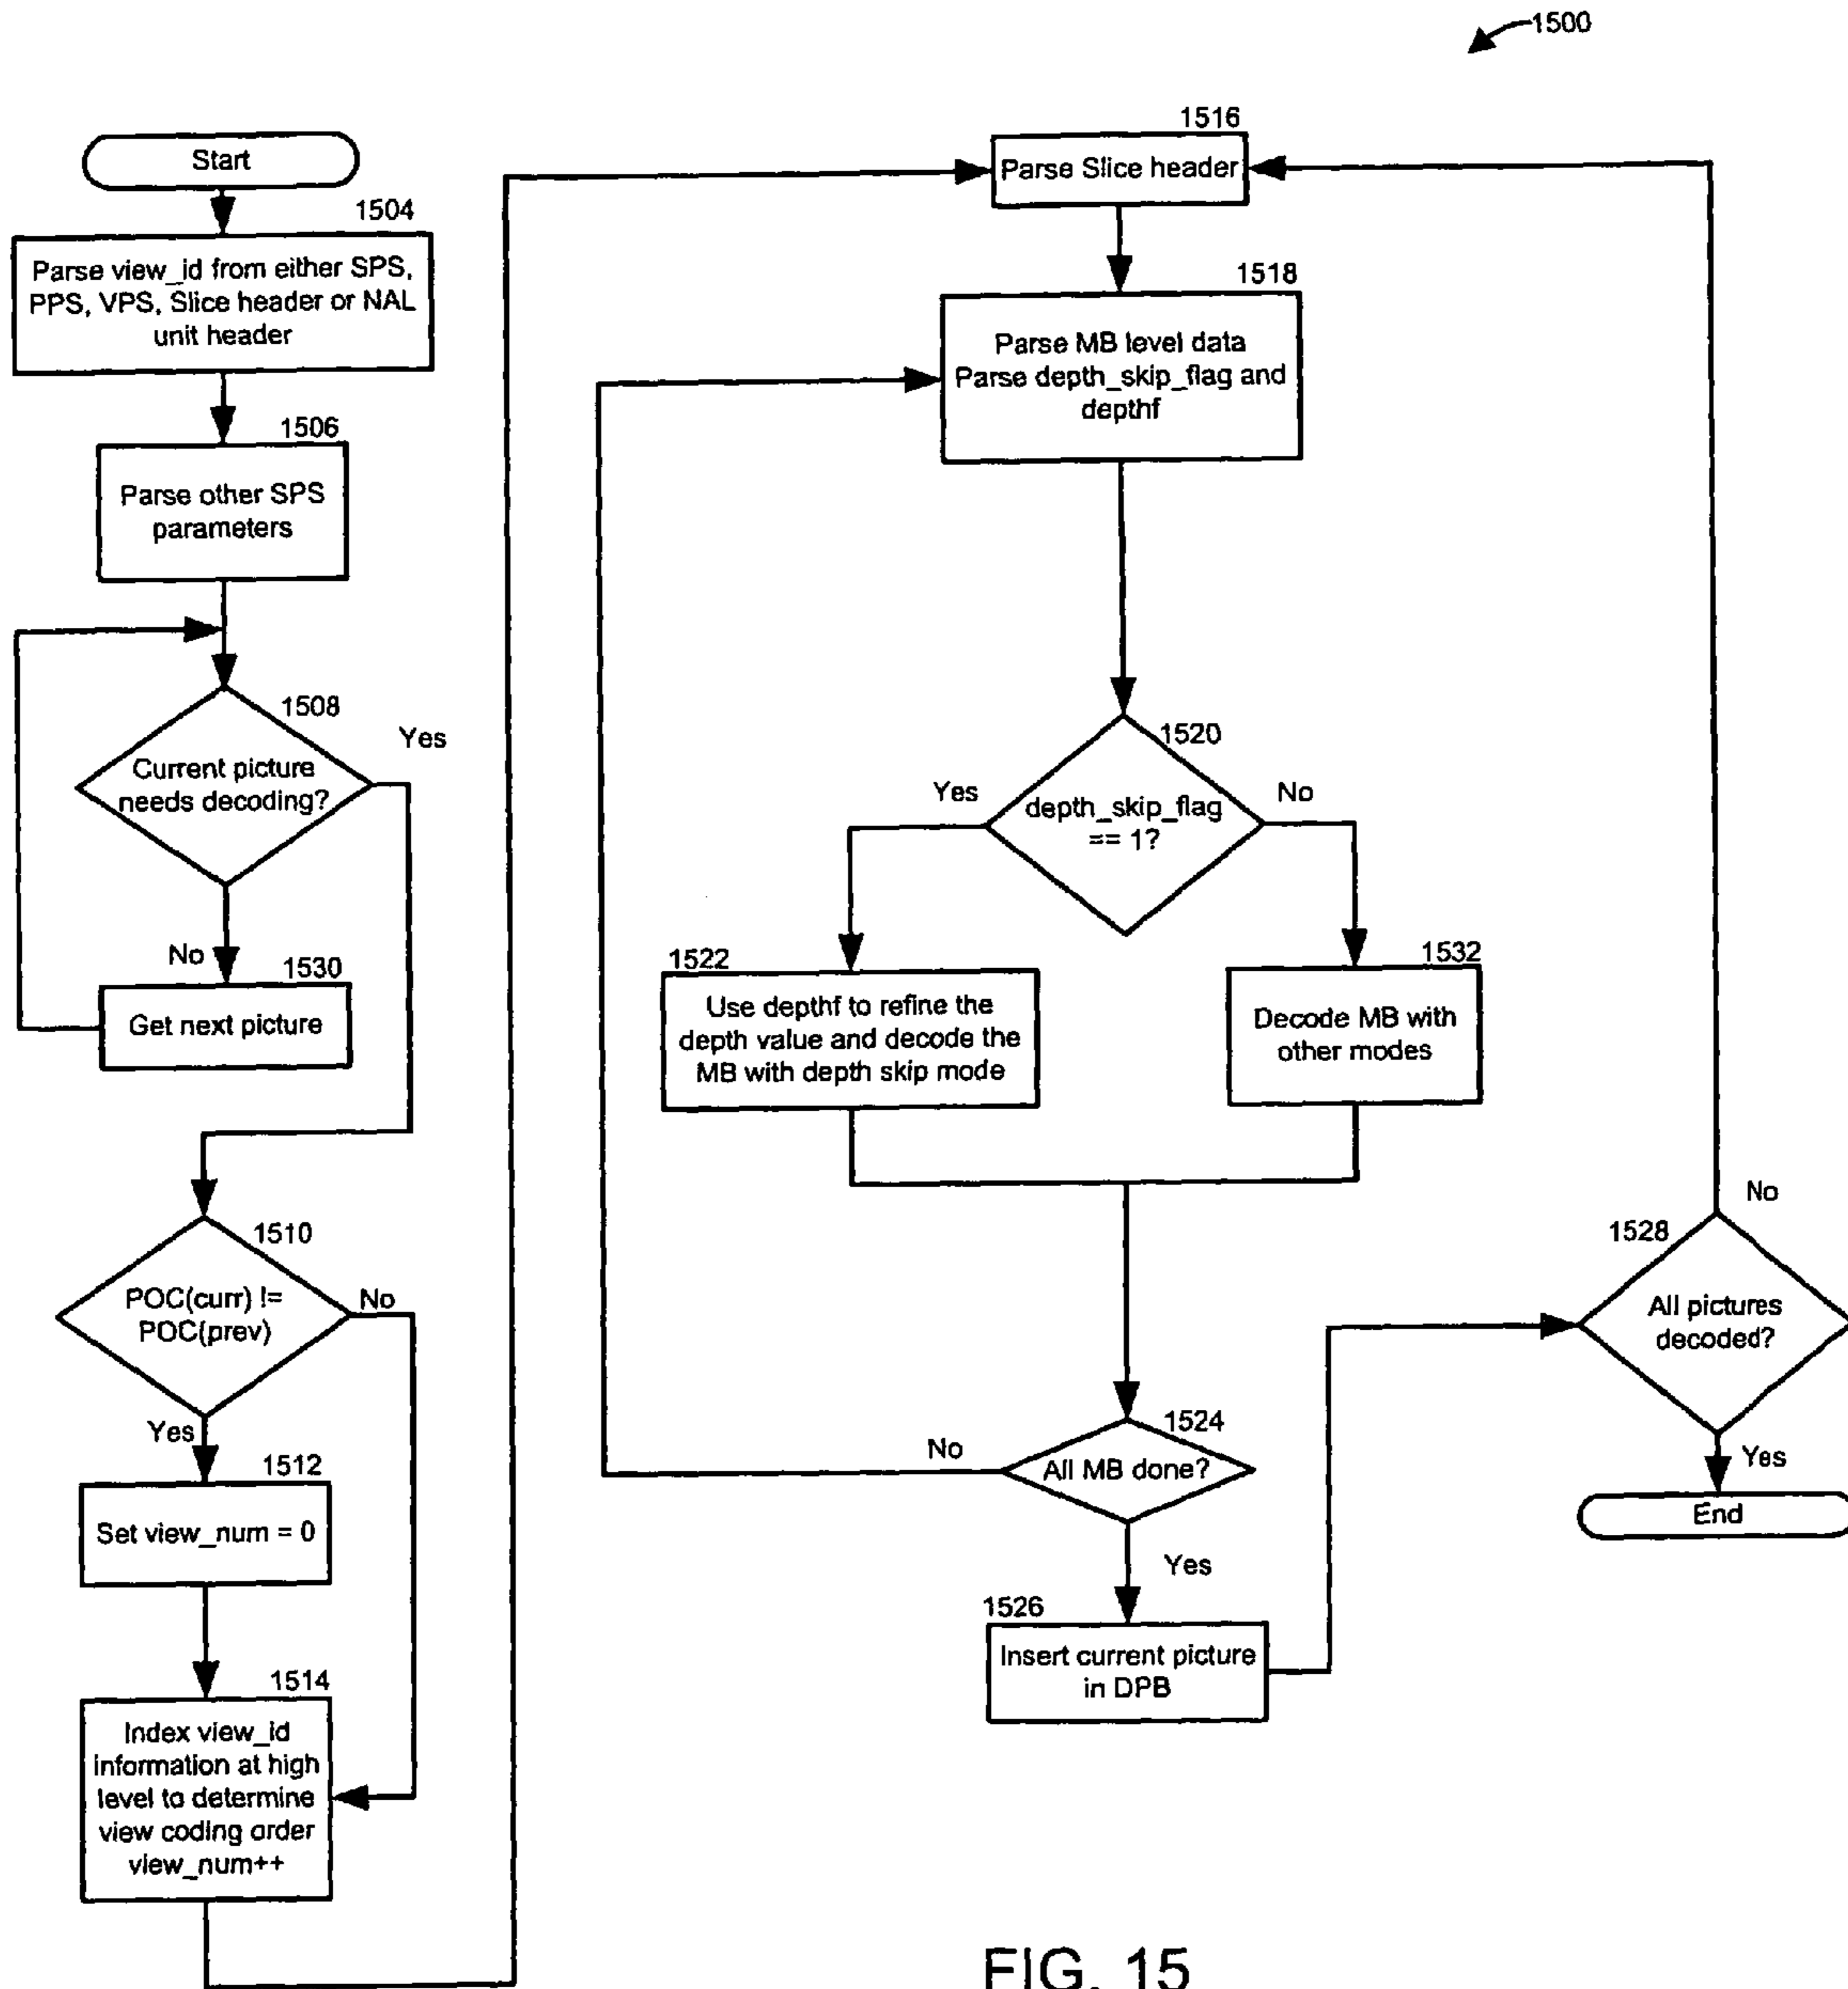 1500
Start
1504
Parse view_id from either SPS,
PPS, VPS, Slice header or NAL
unit header
1506
Parse other SPS
parameters
1508
Current picture
needs decoding?
Yes
No
1530
Get next picture
1510
POC(curr) !=
POC(prev)
No
Yes
1512
Set view_num = 0
1514
Index view_id
information at high
level to determine
view coding order
view_num++
1516
Parse Slice header
1518
Parse MB level data
Parse depth_skip_flag and
depthf
1520
depth_skip_flag
== 1?
Yes
No
1522
Use depthf to refine the
depth value and decode the
MB with depth skip mode
1532
Decode MB with
other modes
1524
All MB done?
No
Yes
1526
Insert current picture
in DPB
1528
All pictures
decoded?
No
Yes
End
FIG. 15